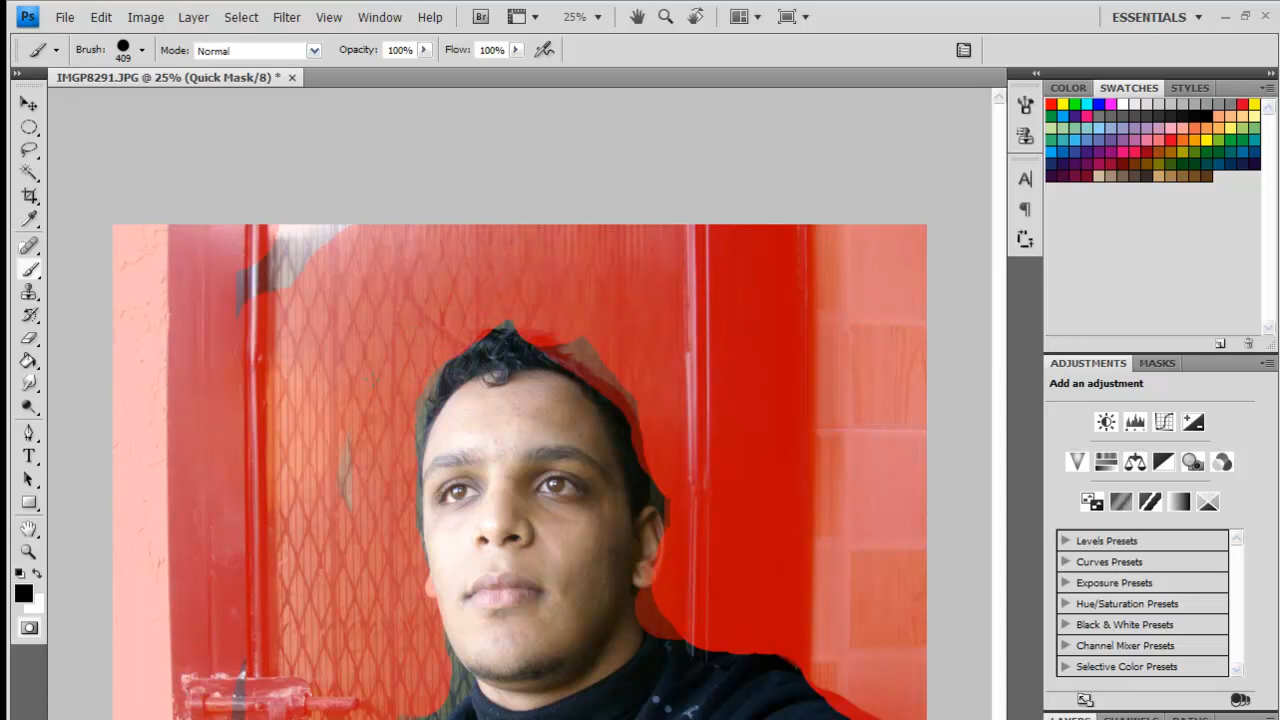 Ps File Edit Image Layer Select Filter View Window Help Br 25% ESSENTIALS
Brush: 409 Mode: Normal Opacity: 100% Flow: 100%
IMGP8291.JPG @ 25% (Quick Mask/8) *
COLOR SWATCHES STYLES
ADJUSTMENTS MASKS
Add an adjustment
Levels Presets
Curves Presets
Exposure Presets
Hue/Saturation Presets
Black & White Presets
Channel Mixer Presets
Selective Color Presets
LAYERS CHANNELS PATHS